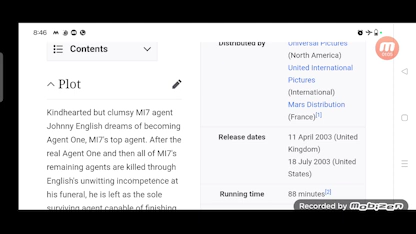 8:46
Contents
Plot
Kindhearted but clumsy MI7 agent
Johnny English dreams of becoming
Agent One, MI7's top agent. After the
real Agent One and then all of MI7's
remaining agents are killed through
English's unwitting incompetence at
his funeral, he is left as the sole
surviving agent capable of finishing
Distributed by
Universal Pictures
(North America)
United International
Pictures
(International)
Mars Distribution
(France)[1]
Release dates
11 April 2003 (United
Kingdom)
18 July 2003 (United
States)
Running time
88 minutes[2]
Recorded by mobizen